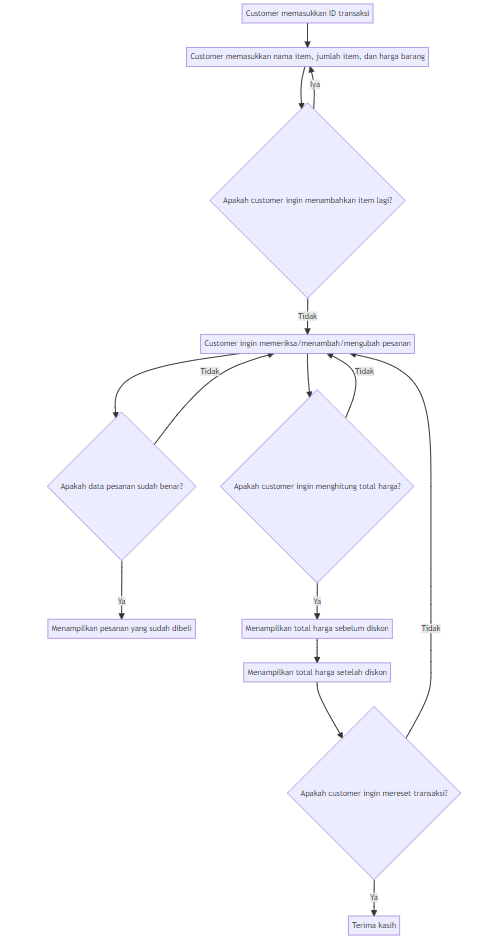 Customer memasukkan ID transaksi
Customer memasukkan nama item, jumlah item, dan harga barang
Iya
Apakah customer ingin menambahkan item lagi?
Tidak
Customer ingin memeriksa/menambah/mengubah pesanan
Tidak
Tidak
Apakah data pesanan sudah benar?
Apakah customer ingin menghitung total harga?
Ya
Ya
Menampilkan pesanan yang sudah dibeli
Menampilkan total harga sebelum diskon
Tidak
Menampilkan total harga setelah diskon
Apakah customer ingin mereset transaksi?
Ya
Terima kasih